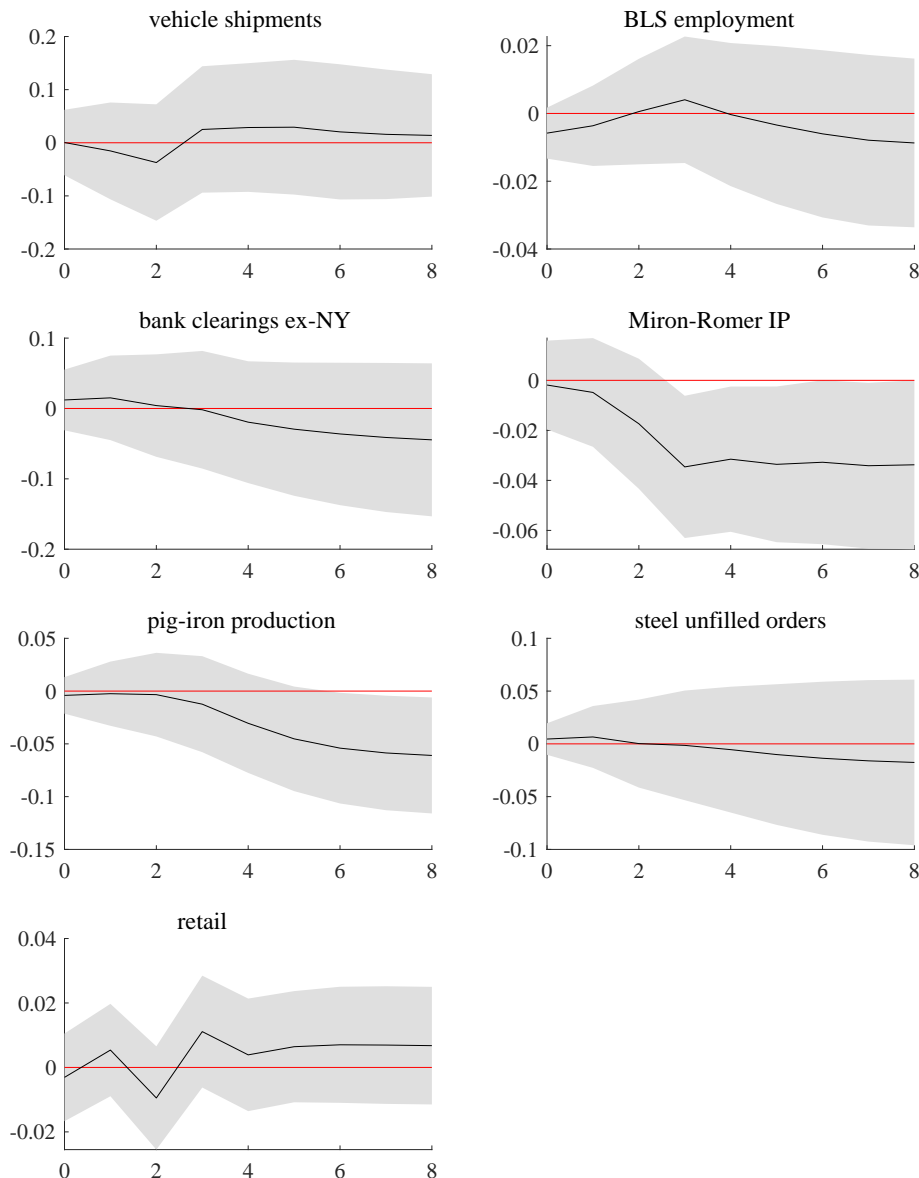 vehicle shipments
0.2
0.1
0
-0.1
-0.2
0 2 4 6 8
BLS employment
0.02
0
-0.02
-0.04
0 2 4 6 8
bank clearings ex-NY
0.1
0
-0.1
-0.2
0 2 4 6 8
Miron-Romer IP
0
-0.02
-0.04
-0.06
0 2 4 6 8
pig-iron production
0.05
0
-0.05
-0.1
-0.15
0 2 4 6 8
steel unfilled orders
0.1
0.05
0
-0.05
-0.1
0 2 4 6 8
retail
0.04
0.02
0
-0.02
0 2 4 6 8